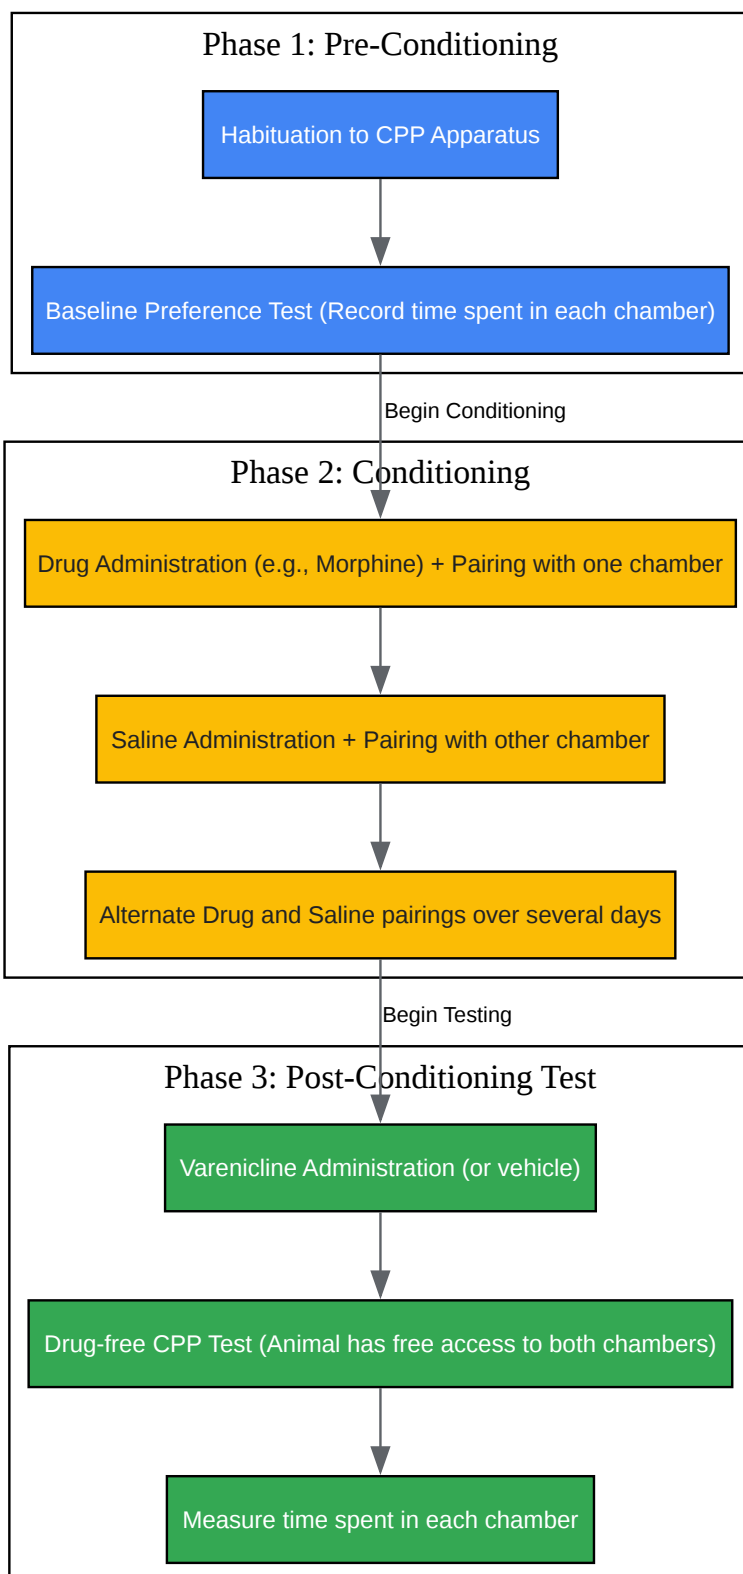 Phase 1: Pre-Conditioning
Habituation to CPP Apparatus
Baseline Preference Test (Record time spent in each chamber)
Begin Conditioning
Phase 2: Conditioning
Drug Administration (e.g., Morphine) + Pairing with one chamber
Saline Administration + Pairing with other chamber
Alternate Drug and Saline pairings over several days
Begin Testing
Phase 3: Post-Conditioning Test
Varenicline Administration (or vehicle)
Drug-free CPP Test (Animal has free access to both chambers)
Measure time spent in each chamber